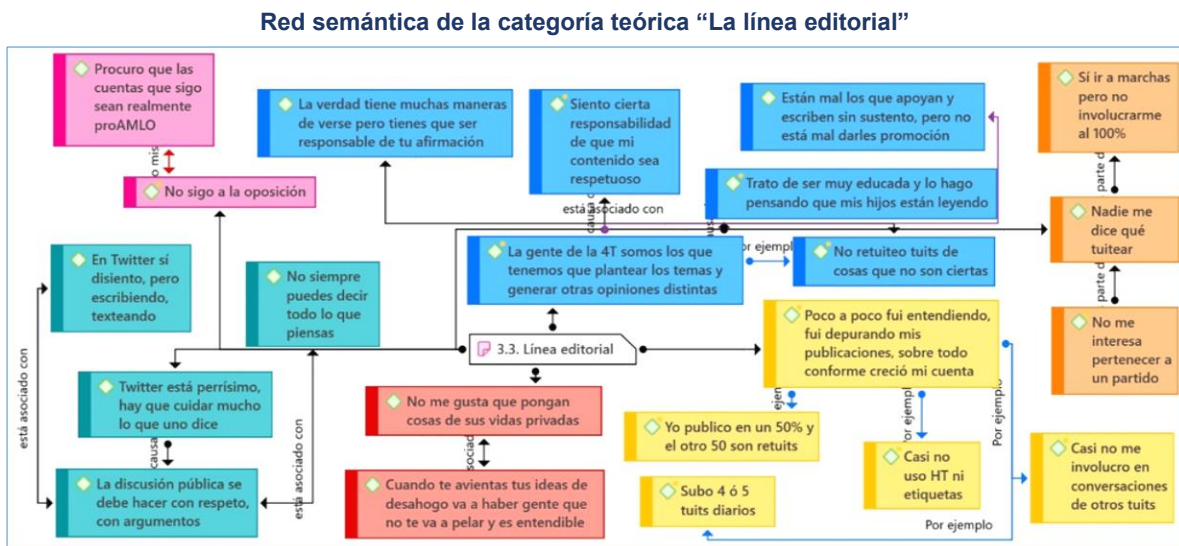 Red semántica de la categoría teórica “La línea editorial”
Procuro que las
cuentas que sigo
sean realmente
proAMLO
o mis
No sigo a la oposición
La verdad tiene muchas maneras
de verse pero tienes que ser
responsable de tu afirmación
Siento cierta
responsabilidad
de que mi
contenido sea
respetuoso
Están mal los que apoyan y
escriben sin sustento, pero no
está mal darles promoción
Sí ir a marchas
pero no
involucrarme
al 100%
parte d
Trato de ser muy educada y lo hago
pensando que mis hijos están leyendo
causa
está asociado con
causa
Nadie me
dice qué
tuitear
En Twitter sí
disiento, pero
escribiendo,
texteando
No siempre
puedes decir
todo lo que
piensas
La gente de la 4T somos los que
tenemos que plantear los temas y
generar otras opiniones distintas
Por ejemplo
No retuiteo tuits de
cosas que no son ciertas
parte d
3.3. Línea editorial
Poco a poco fui entendiendo,
fui depurando mis
publicaciones, sobre todo
conforme creció mi cuenta
No me
interesa
pertenecer a
un partido
está asociado con
Twitter está perrísimo,
hay que cuidar mucho
lo que uno dice
causa
está asociado con
La discusión pública se
debe hacer con respeto,
con argumentos
No me gusta que pongan
cosas de sus vidas privadas
sociad
Cuando te avientas tus ideas de
desahogo va a haber gente que
no te va a pelar y es entendible
ejem
Yo publico en un 50% y
el otro 50 son retuits
Por ejemplo
Casi no
uso HT ni
etiquetas
Por ejemplo
Casi no me
involucro en
conversaciones
de otros tuits
Subo 4 ó 5
tuits diarios
Por ejemplo